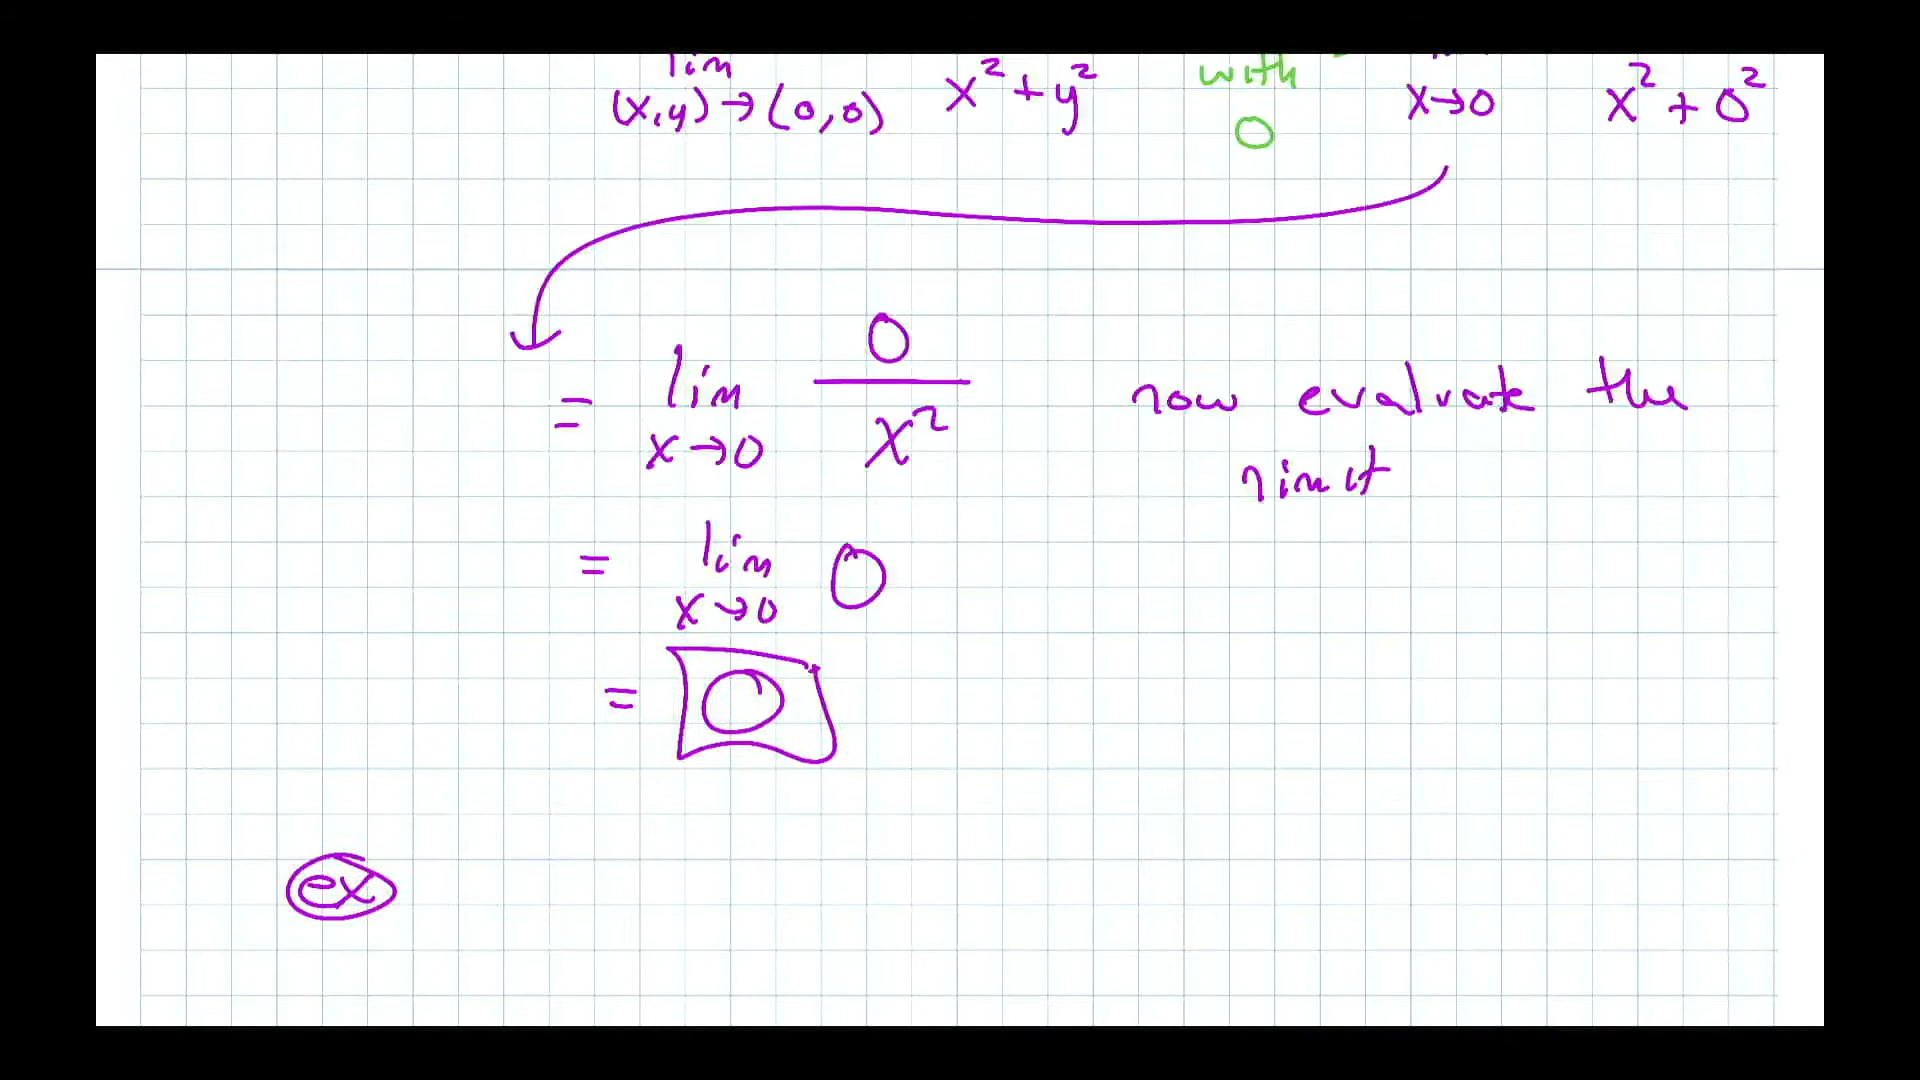 lim (x,y)→(0,0) x²+y² with 0 x→0 x²+0²
= lim x→0 0/x² now evaluate the
limit
= lim x→0 0
= 0
ex